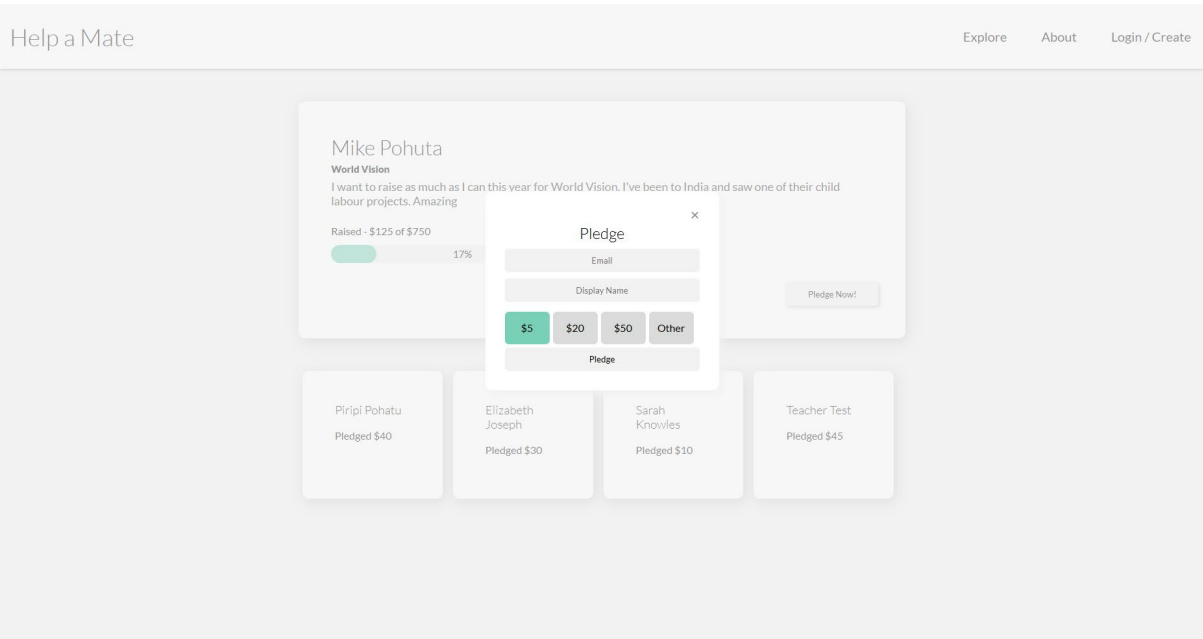 Help a Mate
Explore About Login / Create
Mike Pohuta
World Vision
I want to raise as much as I can this year for World Vision. I've been to India and saw one of their child
labour projects. Amazing
Raised - $125 of $750
17%
×
Pledge
Email
Display Name
$5 $20 $50 Other
Pledge
Pledge Now!
Piripi Pohatu
Pledged $40
Elizabeth
Joseph
Pledged $30
Sarah
Knowles
Pledged $10
Teacher Test
Pledged $45